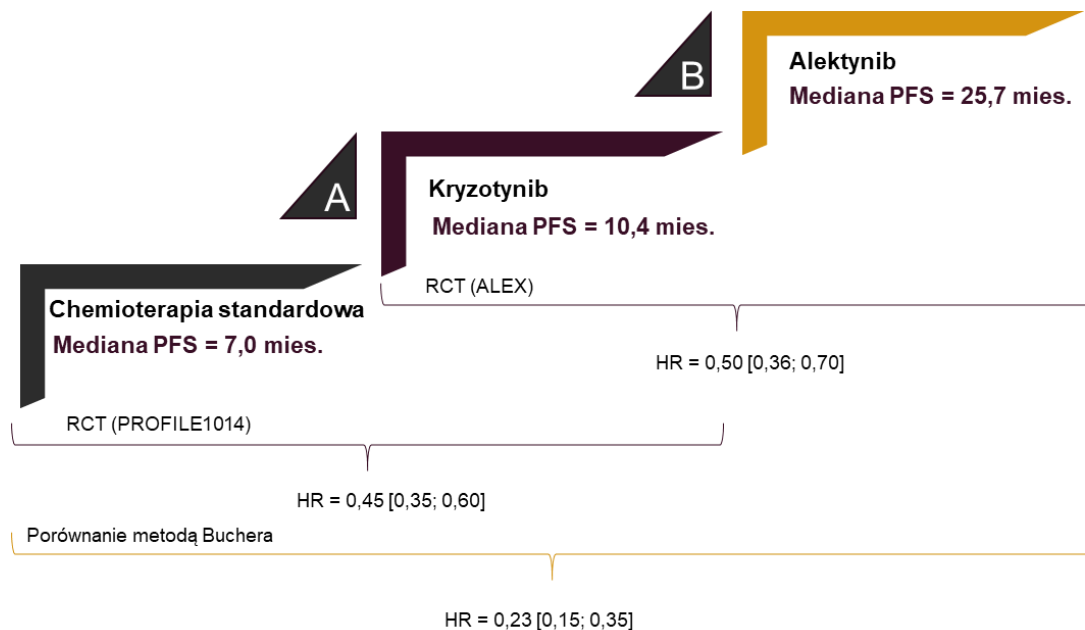 B
Alektynib
Mediana PFS = 25,7 mies.
A
Kryzotynib
Mediana PFS = 10,4 mies.
RCT (ALEX)
Chemioterapia standardowa
Mediana PFS = 7,0 mies.
HR = 0,50 [0,36; 0,70]
RCT (PROFILE1014)
HR = 0,45 [0,35; 0,60]
Porównanie metodą Buchera
HR = 0,23 [0,15; 0,35]